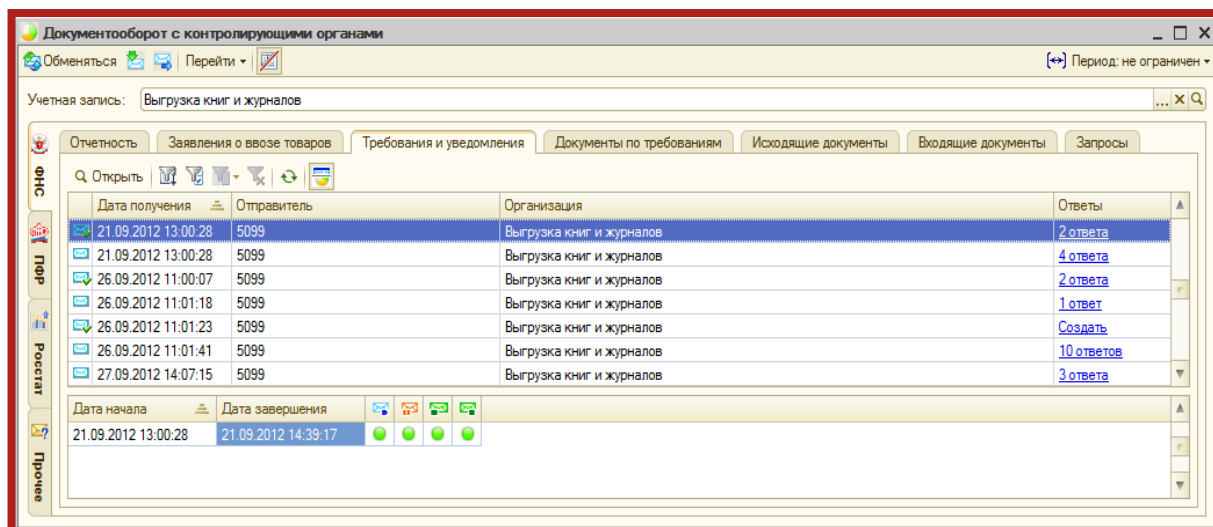 Документооборот с контролирующими органами
Обменяться Перейти Период: не ограничен
Учетная запись: Выгрузка книг и журналов ...
ФНС
ПФР
Росстат
Прочее
Отчетность Заявления о ввозе товаров Требования и уведомления Документы по требованиям Исходящие документы Входящие документы Запросы
Открыть
Дата получения Отправитель Организация Ответы
21.09.2012 13:00:28 5099 Выгрузка книг и журналов 2 ответа
21.09.2012 13:00:28 5099 Выгрузка книг и журналов 4 ответа
26.09.2012 11:00:07 5099 Выгрузка книг и журналов 2 ответа
26.09.2012 11:01:18 5099 Выгрузка книг и журналов 1 ответ
26.09.2012 11:01:23 5099 Выгрузка книг и журналов Создать
26.09.2012 11:01:41 5099 Выгрузка книг и журналов 10 ответов
27.09.2012 14:07:15 5099 Выгрузка книг и журналов 3 ответа
Дата начала Дата завершения
21.09.2012 13:00:28 21.09.2012 14:39:17